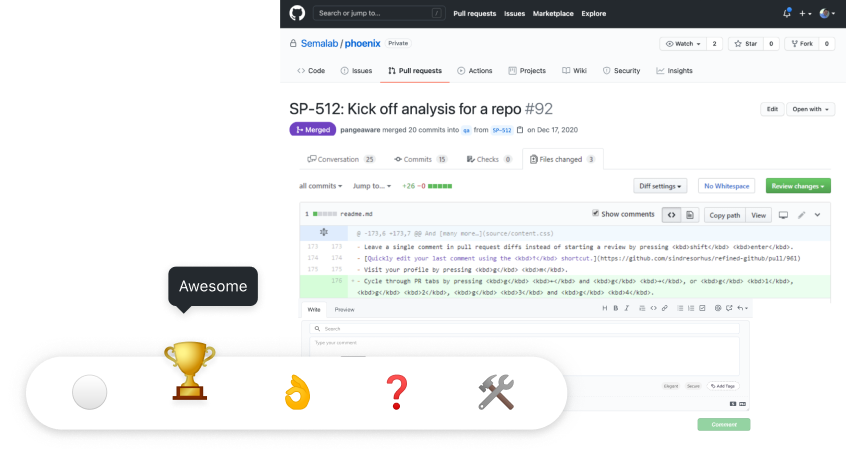 Search or jump to... /
Pull requests Issues Marketplace Explore
Semalab / phoenix Private
Watch 2 Star 0 Fork 0
Code Issues Pull requests Actions Projects Wiki Security Insights
SP-512: Kick off analysis for a repo #92
Edit Open with
Merged pangeaware merged 20 commits into qa from SP-512 on Dec 17, 2020
Conversation 25 Commits 15 Checks 0 Files changed 3
all commits Jump to... +26 −0
Diff settings No Whitespace Review changes
1 readme.md
Show comments Copy path View
@ -173,6 +173,7 @@ And [many more…](source/content.css)
173 173 - Leave a single comment in pull request diffs instead of starting a review by pressing <kbd>shift</kbd> <kbd>enter</kbd>.
174 174 - [Quickly edit your last comment using the <kbd>↑</kbd> shortcut.](https://github.com/sindresorhus/refined-github/pull/961)
175 175 - Visit your profile by pressing <kbd>g</kbd> <kbd>m</kbd>.
176 + - Cycle through PR tabs by pressing <kbd>g</kbd> <kbd>←</kbd> and <kbd>g</kbd> <kbd>→</kbd>, or <kbd>g</kbd> <kbd>1</kbd>,
<kbd>g</kbd> <kbd>2</kbd>, <kbd>g</kbd> <kbd>3</kbd> and <kbd>g</kbd> <kbd>4</kbd>.
Awesome
Write Preview
H B I
Search
Type your comment
Elegant Secure Add Tags
Comment